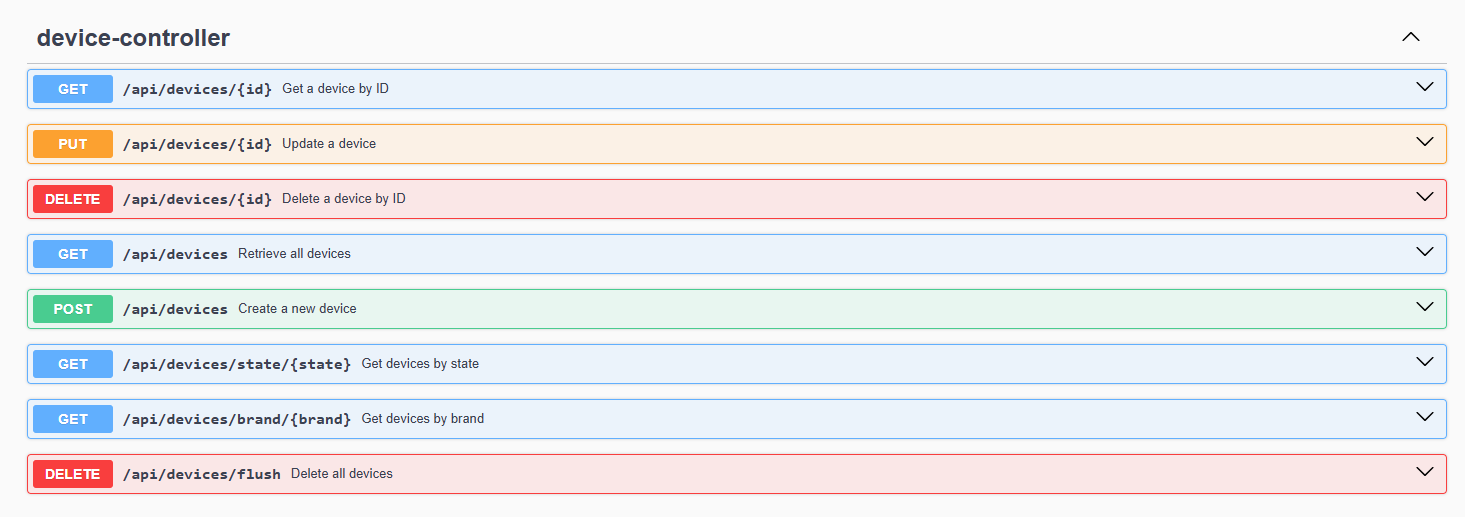 device-controller
GET /api/devices/{id} Get a device by ID
PUT /api/devices/{id} Update a device
DELETE /api/devices/{id} Delete a device by ID
GET /api/devices Retrieve all devices
POST /api/devices Create a new device
GET /api/devices/state/{state} Get devices by state
GET /api/devices/brand/{brand} Get devices by brand
DELETE /api/devices/flush Delete all devices